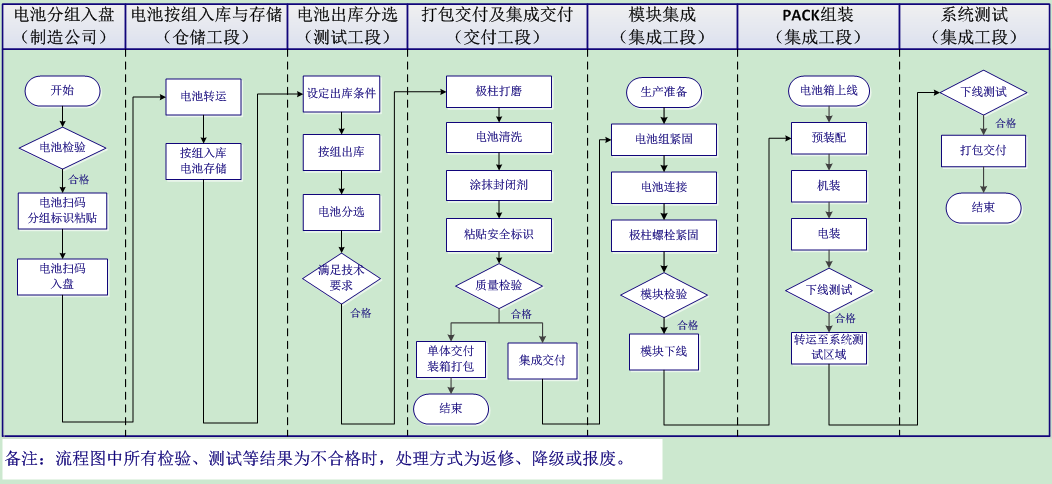 电池分组入盘
（制造公司）
电池按组入库与存储
（仓储工段）
电池出库分选
（测试工段）
打包交付及集成交付
（交付工段）
模块集成
（集成工段）
PACK组装
（集成工段）
系统测试
（集成工段）
开始
电池检验
合格
电池扫码
分组标识粘贴
电池扫码
入盘
电池转运
按组入库
电池存储
设定出库条件
按组出库
电池分选
满足技术
要求
合格
极柱打磨
电池清洗
涂抹封闭剂
粘贴安全标识
质量检验
合格
单体交付
装箱打包
集成交付
结束
生产准备
电池组紧固
电池连接
极柱螺栓紧固
模块检验
合格
模块下线
电池箱上线
预装配
机装
电装
下线测试
合格
转运至系统测
试区域
下线测试
合格
打包交付
结束
备注：流程图中所有检验、测试等结果为不合格时，处理方式为返修、降级或报废。